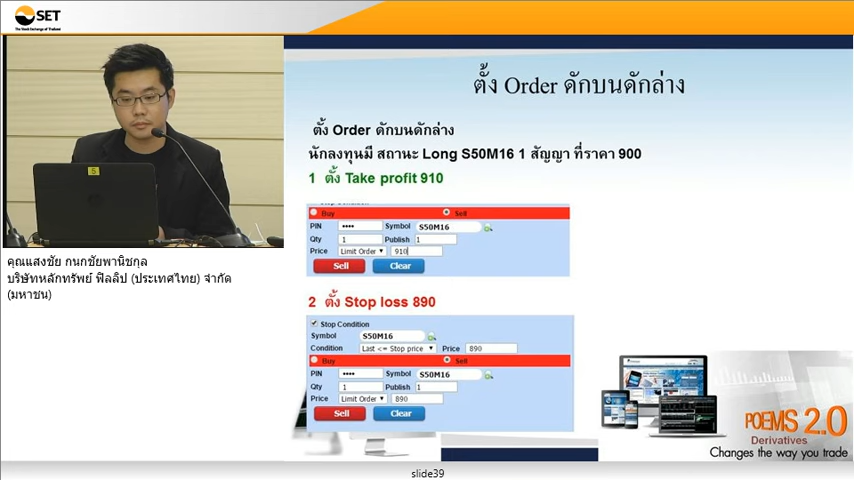 SET
The Stock Exchange of Thailand
ตั้ง Order ดักบนดักล่าง
ตั้ง Order ดักบนดักล่าง
นักลงทุนมี สถานะ Long S50M16 1 สัญญา ที่ราคา 900
1 ตั้ง Take profit 910
Stop Condition
Buy Sell
PIN •••• Symbol S50M16
Qty 1 Publish 1
Price Limit Order 910
Sell Clear
2 ตั้ง Stop loss 890
Stop Condition
Symbol S50M16
Condition Last <= Stop price Price 890
Buy Sell
PIN •••• Symbol S50M16
Qty 1 Publish 1
Price Limit Order 890
Sell Clear
5
คุณแสงชัย กนกชัยพานิชกุล
บริษัทหลักทรัพย์ ฟิลลิป (ประเทศไทย) จำกัด
(มหาชน)
POEMS 2.0
Derivatives
Changes the way you trade
slide39